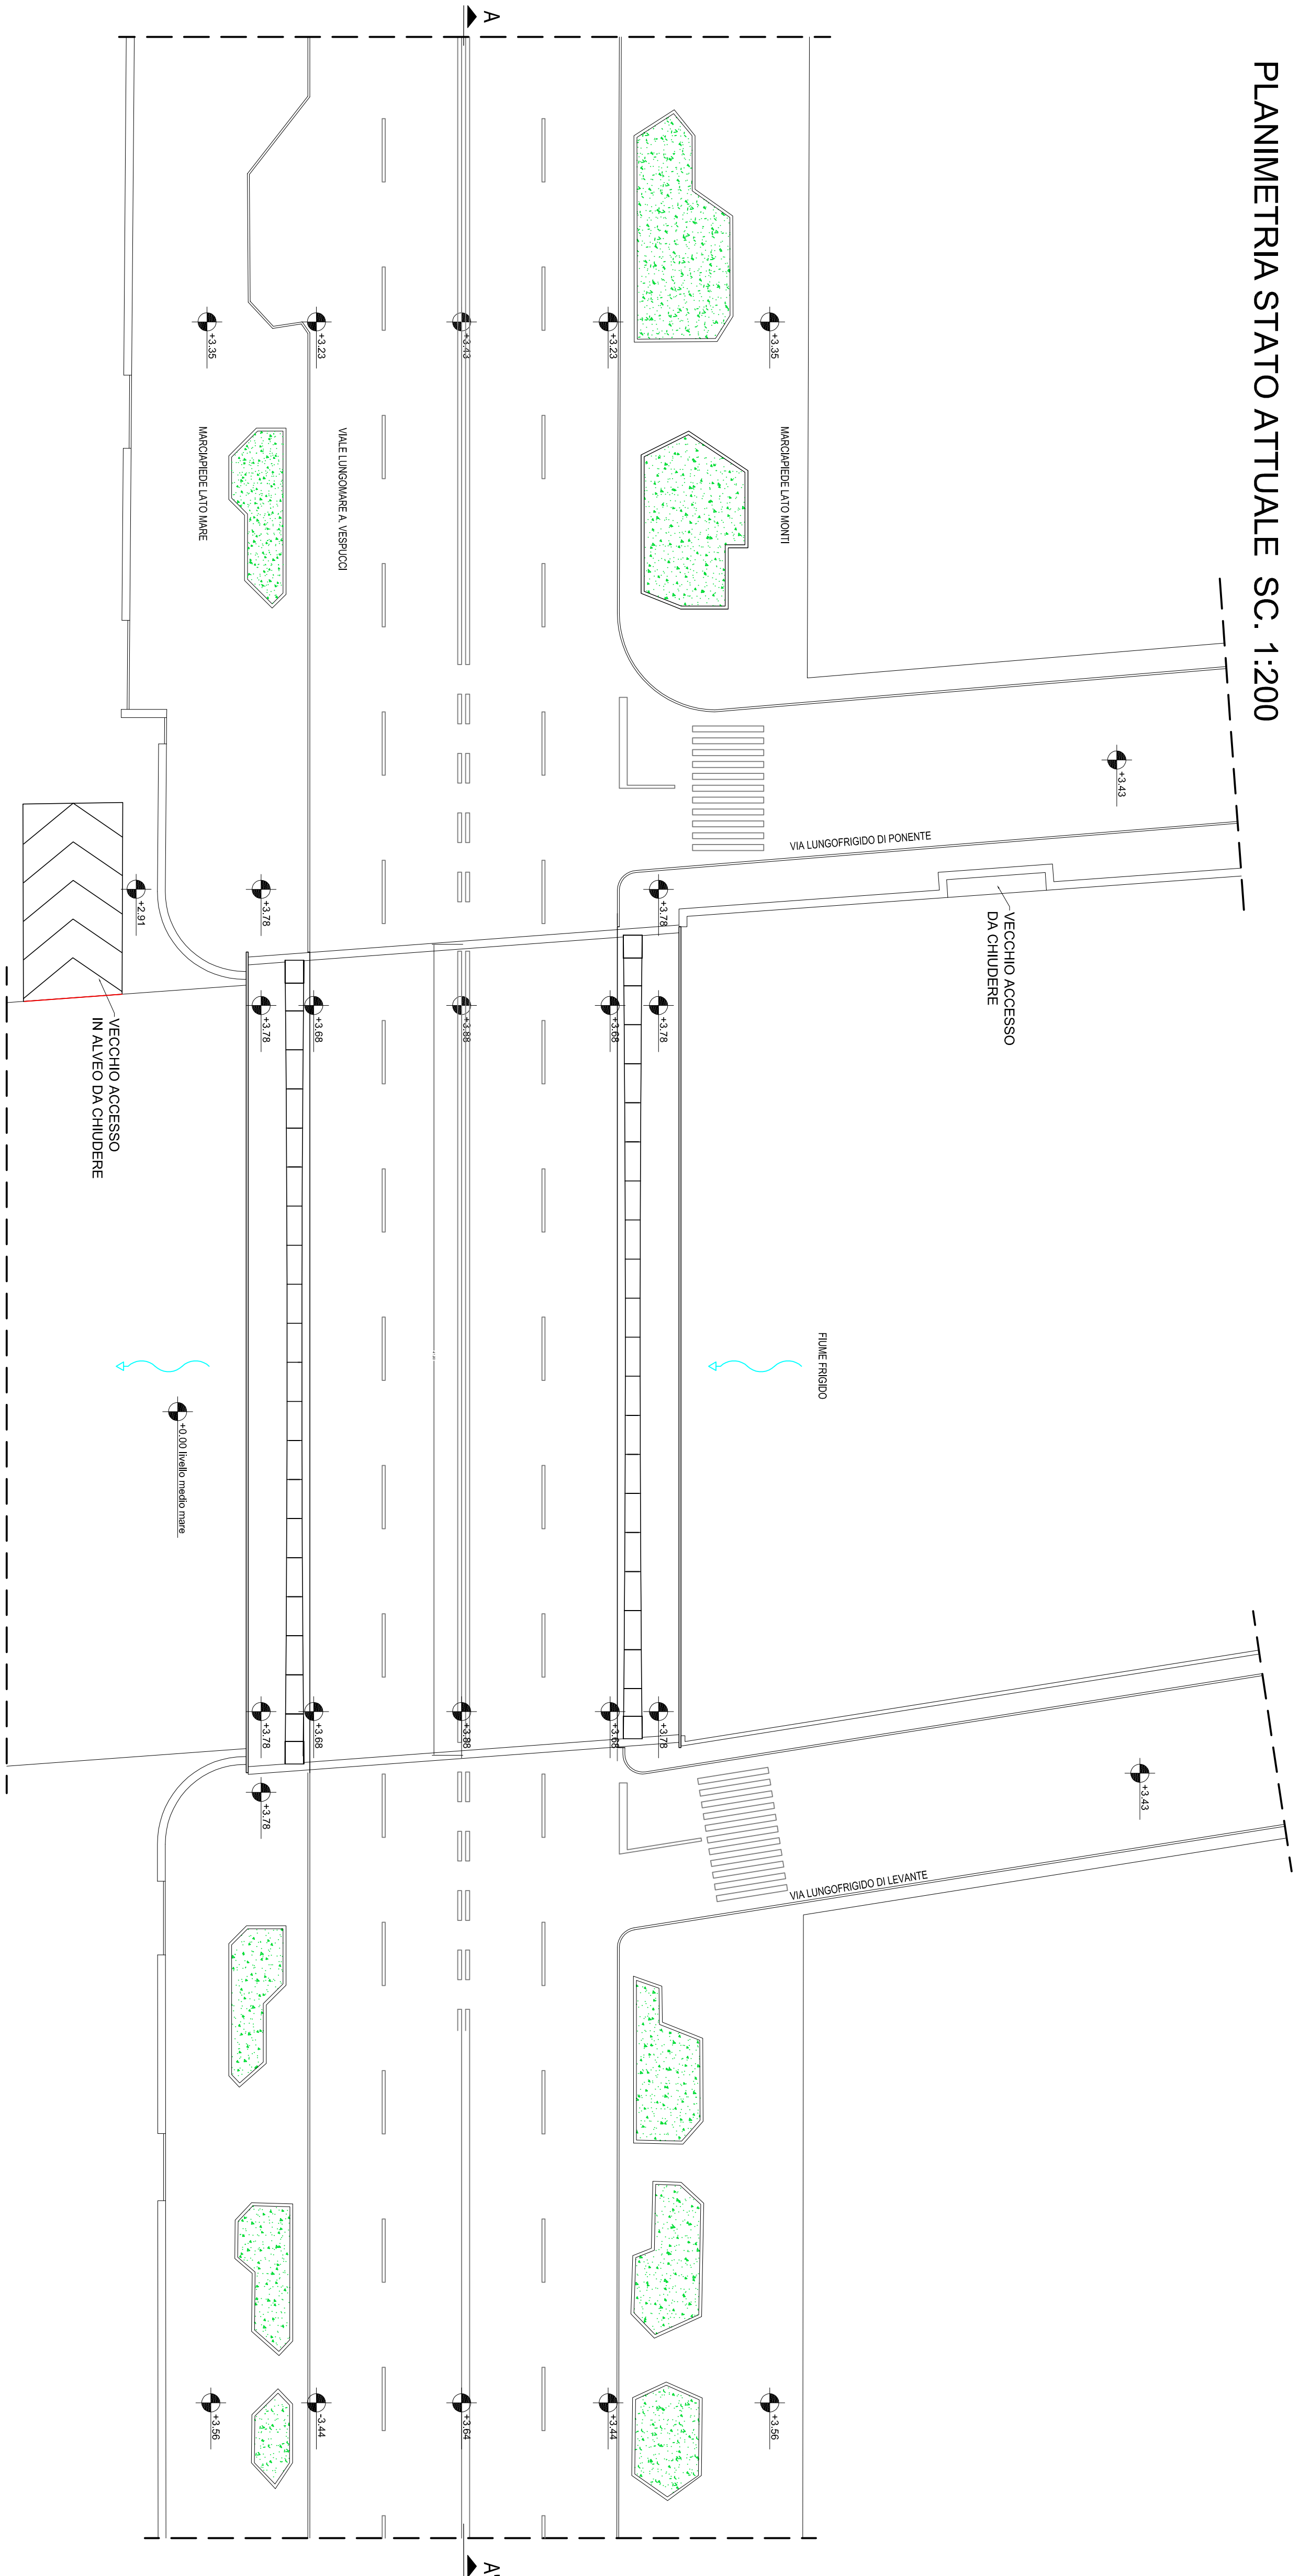 PLANIMETRIA STATO ATTUALE SC. 1:200
A
+3.35
+3.23
+3.43
+3.23
+3.35
MARCIAPIEDE LATO MONTI
VIALE LUNGOMARE A. VESPUCCI
MARCIAPIEDE LATO MARE
+3.43
VIA LUNGOFRIGIDO DI PONENTE
VECCHIO ACCESSO
DA CHIUDERE
+3.78
+3.78
+2.91
+3.78
+3.68
+3.88
+3.68
+3.78
VECCHIO ACCESSO
IN ALVEO DA CHIUDERE
FIUME FRIGIDO
+0.00 livello medio mare
+3.78
+3.68
+3.88
+3.68
+3.78
+3.78
+3.43
VIA LUNGOFRIGIDO DI LEVANTE
+3.56
+3.44
+3.64
-3.44
+3.56
A'